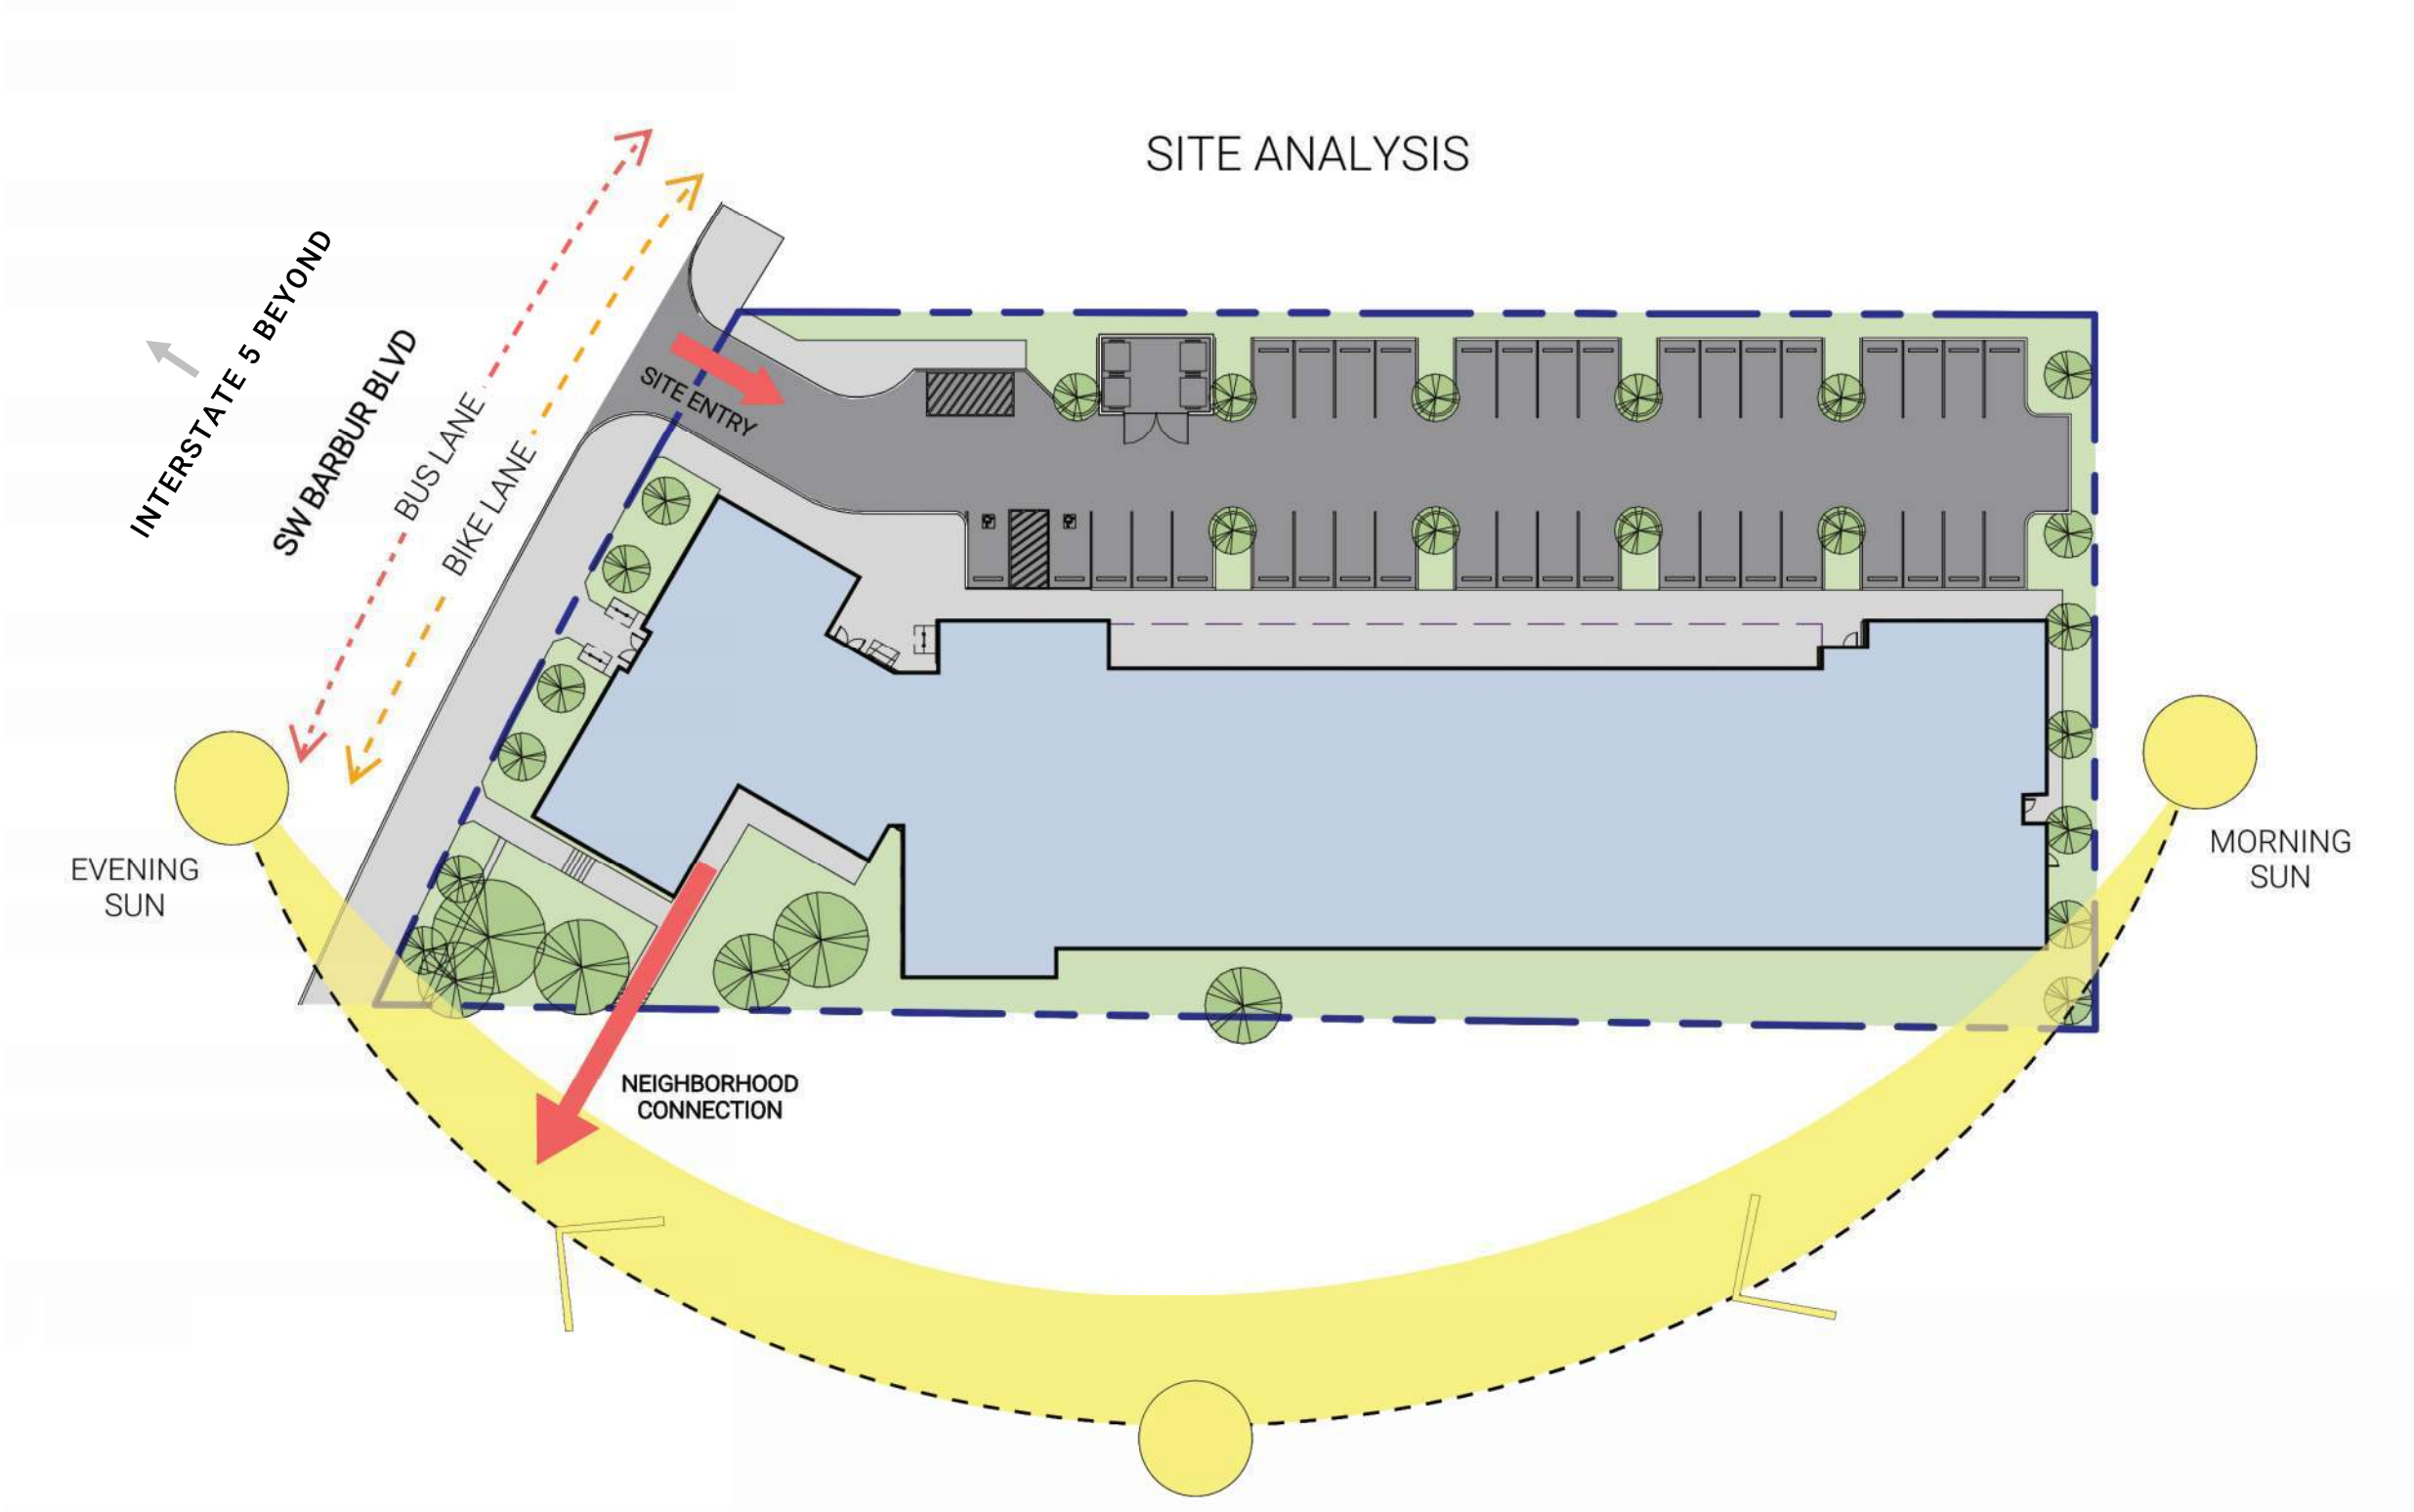 SITE ANALYSIS
INTERSTATE 5 BEYOND
SW BARBUR BLVD
BUS LANE
BIKE LANE
SITE ENTRY
EVENING
SUN
MORNING
SUN
NEIGHBORHOOD
CONNECTION